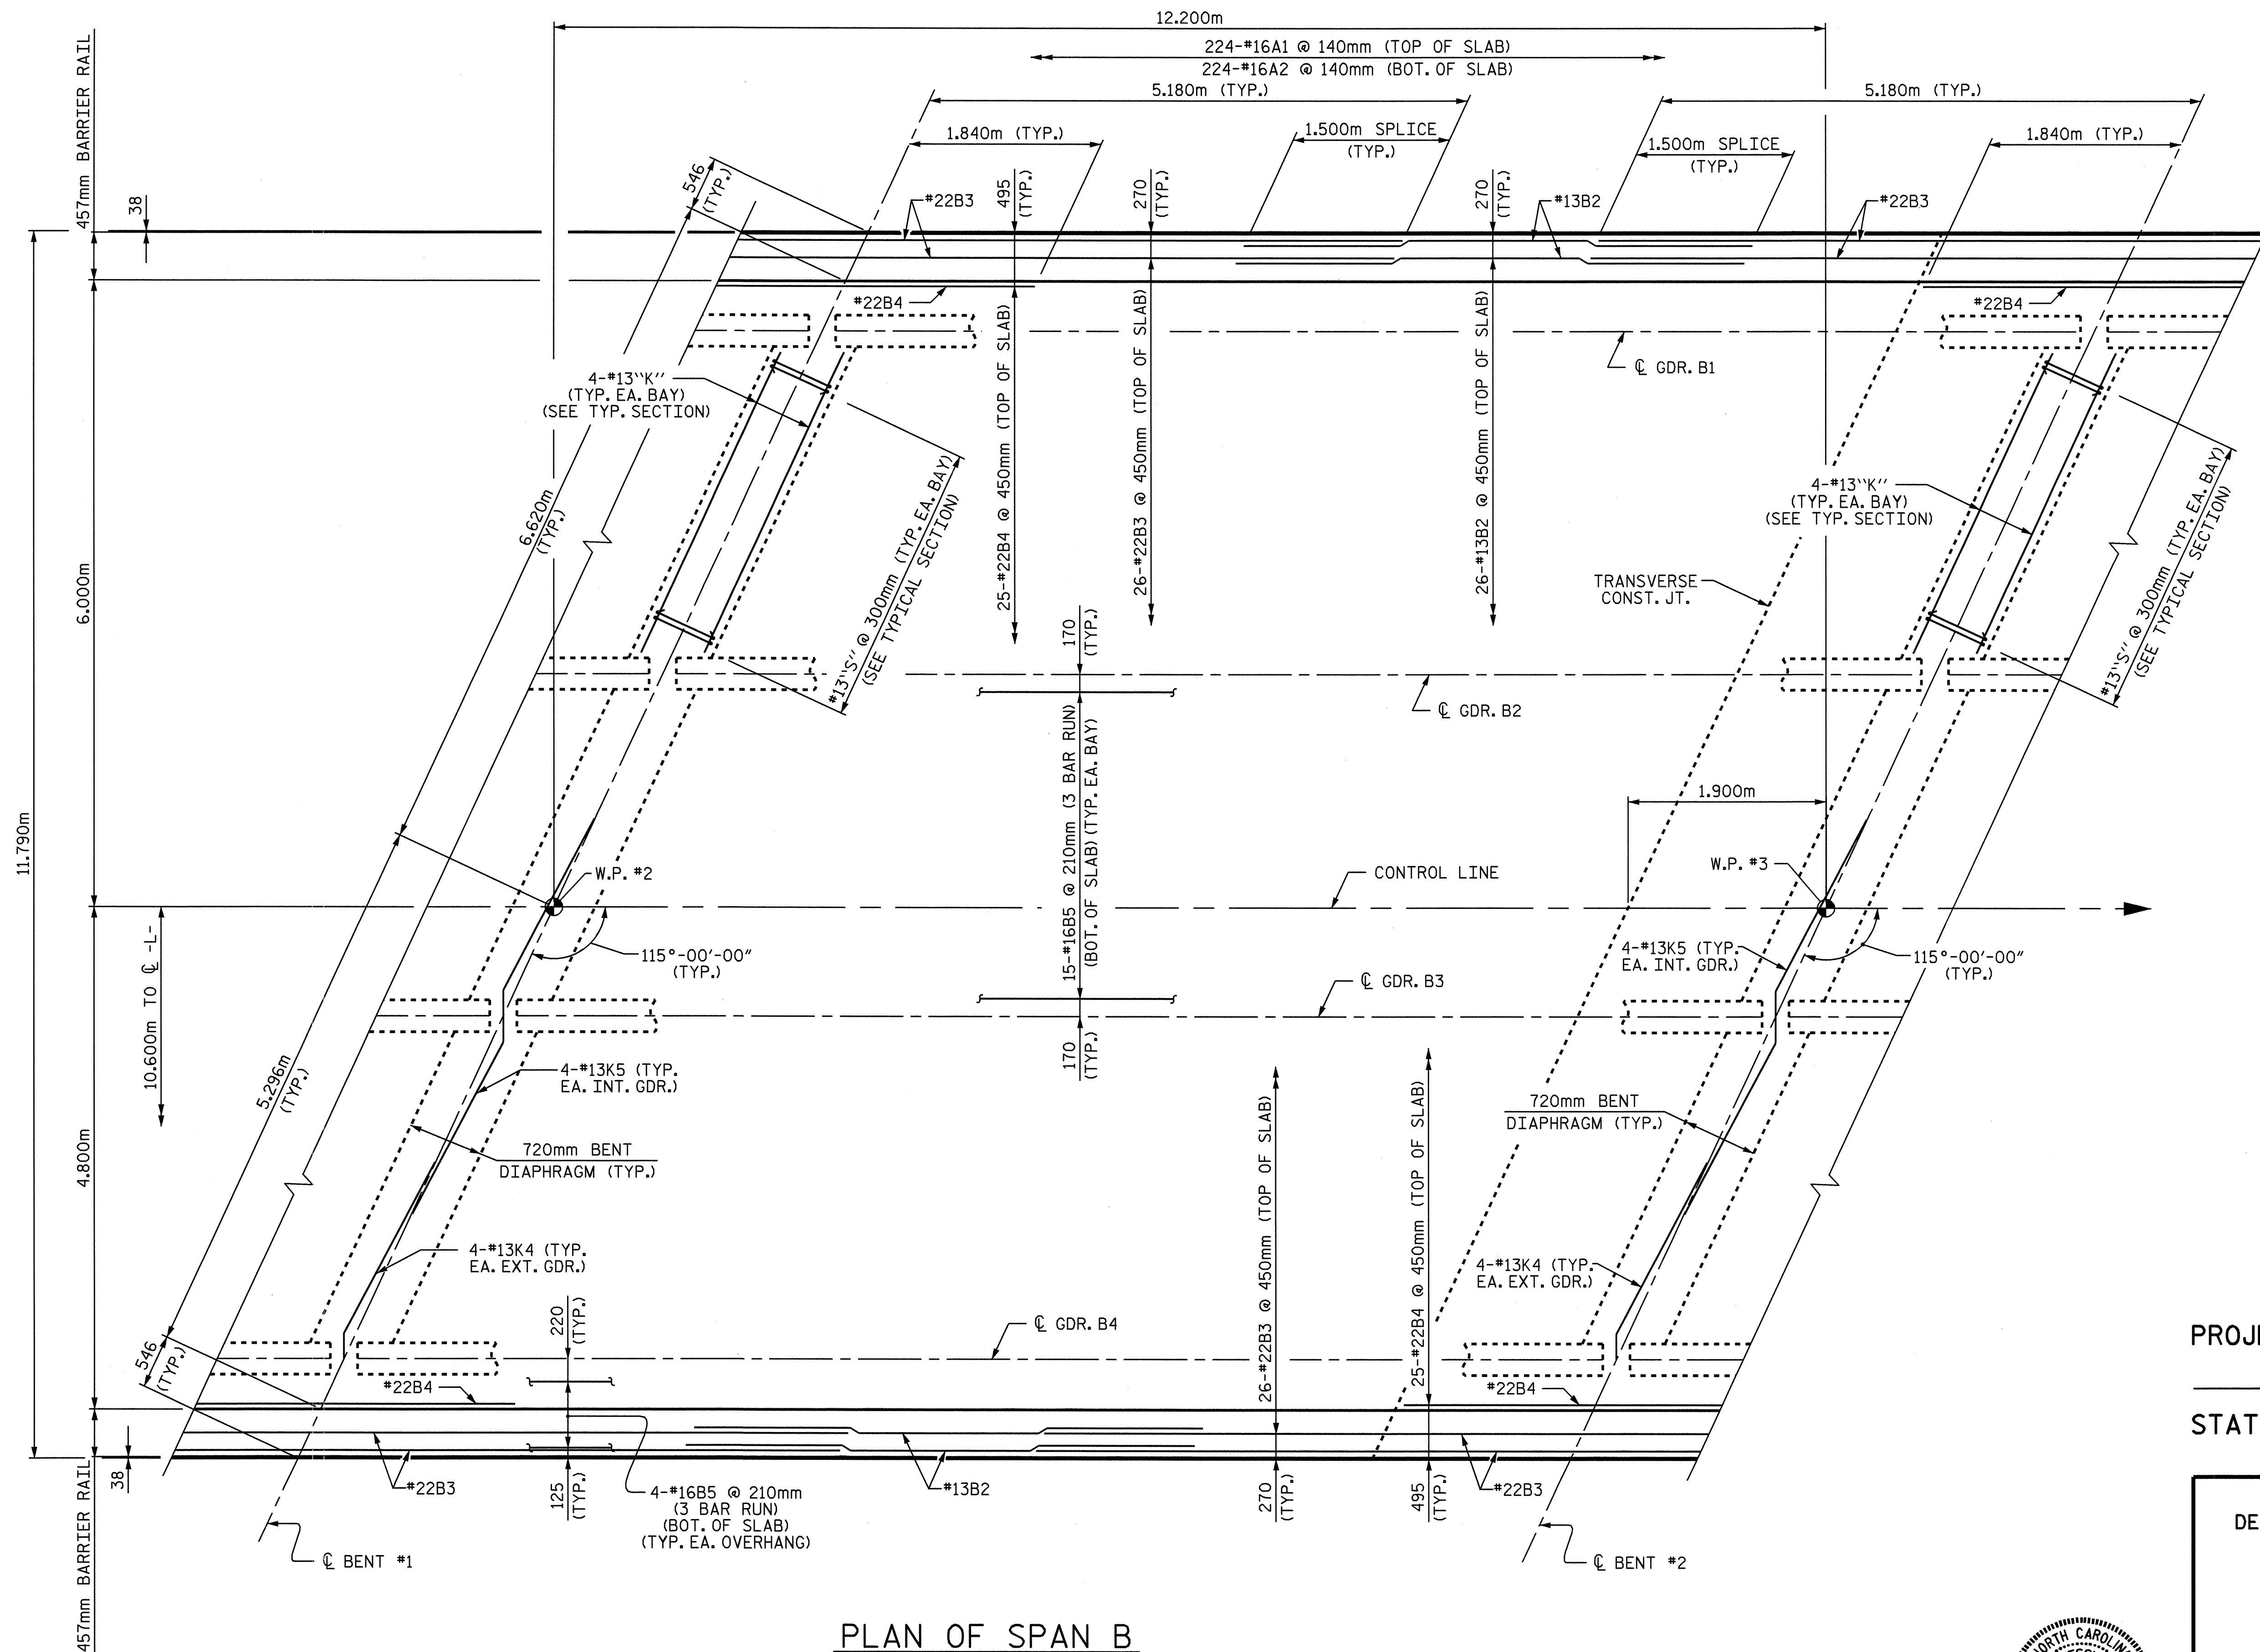 12.200m
224-#16A1 @ 140mm (TOP OF SLAB)
224-#16A2 @ 140mm (BOT. OF SLAB)
5.180m (TYP.)
5.180m (TYP.)
1.840m (TYP.)
1.500m SPLICE
(TYP.)
1.500m SPLICE
(TYP.)
1.840m (TYP.)
457mm BARRIER RAIL
38
546
(TYP.)
#22B3
495
(TYP.)
270
(TYP.)
270
(TYP.)
#13B2
#22B3
#22B4
#22B4
℄ GDR. B1
4-#13"K"
(TYP. EA. BAY)
(SEE TYP. SECTION)
25-#22B4 @ 450mm (TOP OF SLAB)
26-#22B3 @ 450mm (TOP OF SLAB)
26-#13B2 @ 450mm (TOP OF SLAB)
#13"S" @ 300mm (TYP. EA. BAY)
(SEE TYPICAL SECTION)
4-#13"K"
(TYP. EA. BAY)
(SEE TYP. SECTION)
#13"S" @ 300mm (TYP. EA. BAY)
(SEE TYPICAL SECTION)
6.620m
(TYP.)
6.000m
TRANSVERSE
CONST. JT.
170
(TYP.)
℄ GDR. B2
15-#16B5 @ 210mm (3 BAR RUN)
(BOT. OF SLAB) (TYP. EA. BAY)
11.790m
1.900m
W.P. #2
CONTROL LINE
W.P. #3
115°-00'-00"
(TYP.)
115°-00'-00"
(TYP.)
4-#13K5 (TYP.
EA. INT. GDR.)
℄ GDR. B3
10.600m TO ℄ -L-
170
(TYP.)
5.296m
(TYP.)
4-#13K5 (TYP.
EA. INT. GDR.)
4.800m
720mm BENT
DIAPHRAGM (TYP.)
720mm BENT
DIAPHRAGM (TYP.)
26-#22B3 @ 450mm (TOP OF SLAB)
25-#22B4 @ 450mm (TOP OF SLAB)
4-#13K4 (TYP.
EA. EXT. GDR.)
4-#13K4 (TYP.
EA. EXT. GDR.)
220
(TYP.)
℄ GDR. B4
546
(TYP.)
#22B4
#22B4
38
#22B3
125
(TYP.)
4-#16B5 @ 210mm
(3 BAR RUN)
(BOT. OF SLAB)
(TYP. EA. OVERHANG)
#13B2
270
(TYP.)
495
(TYP.)
#22B3
457mm BARRIER RAIL
℄ BENT #1
℄ BENT #2
PLAN OF SPAN B
PROJ
STAT
DE
NORTH CAROLIN